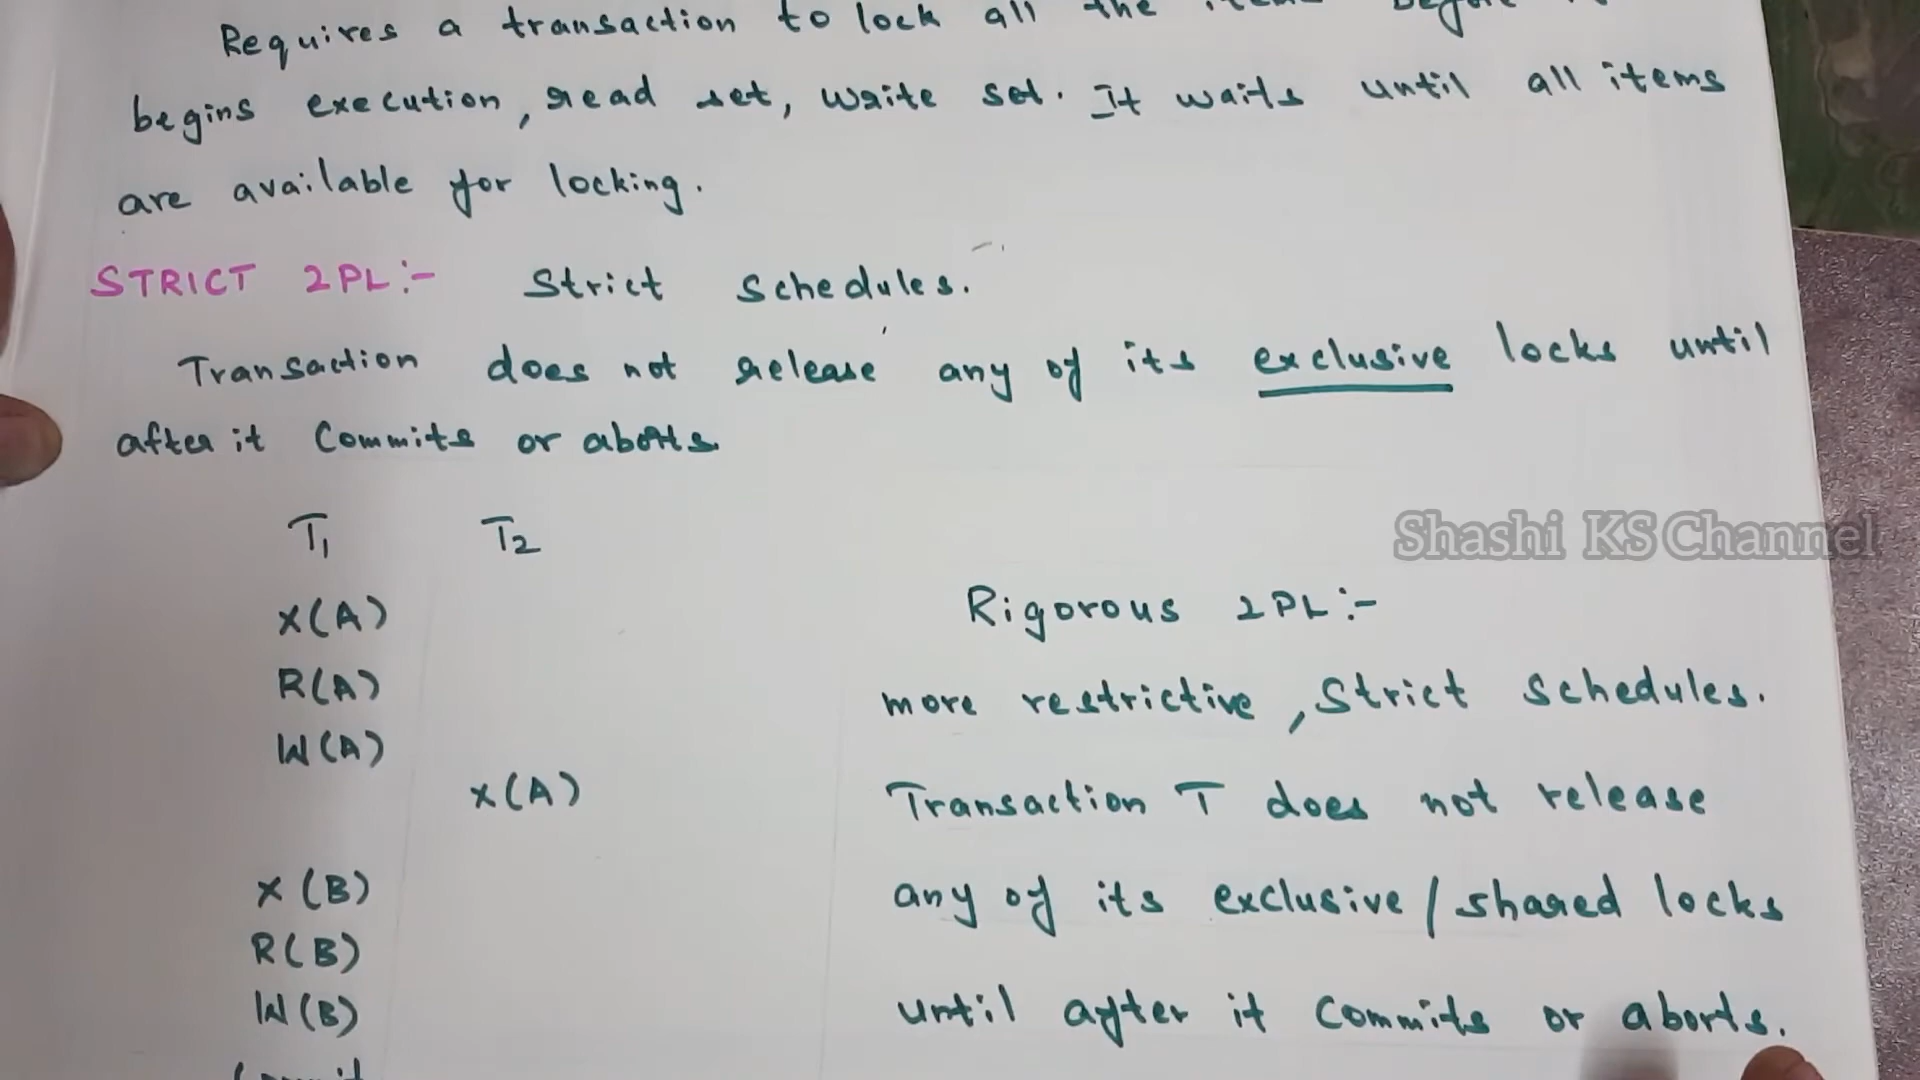 Requires a transaction to lock all the
begins execution, read set, write set. It waits until all items
are available for locking.
STRICT 2PL:- Strict schedules.
Transaction does not release any of its exclusive locks until
after it Commits or aborts.
T1 T2
X(A)
R(A)
W(A)
X(A)
X(B)
R(B)
W(B)
Commit
Shashi KS Channel
Rigorous 2PL:-
more restrictive, Strict schedules.
Transaction T does not release
any of its exclusive/shared locks
until after it Commits or aborts.